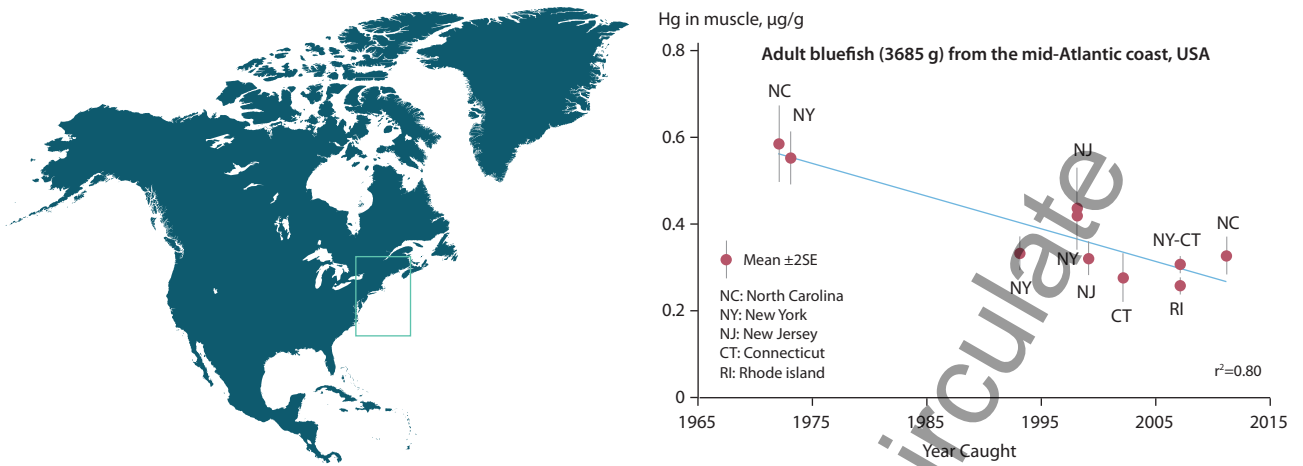 Hg in muscle, µg/g
Adult bluefish (3685 g) from the mid-Atlantic coast, USA
0.8
0.6
0.4
0.2
0
NC
NY
NJ
NY
NY
NJ
CT
NY-CT
RI
NC
Mean ±2SE
NC: North Carolina
NY: New York
NJ: New Jersey
CT: Connecticut
RI: Rhode island
r²=0.80
1965
1975
1985
1995
2005
2015
Year Caught